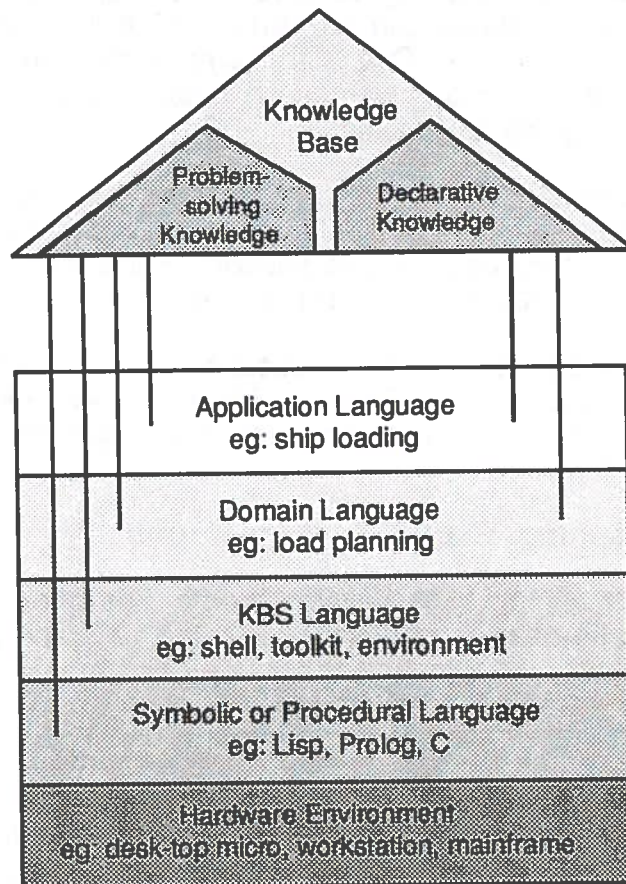 Knowledge
Base
Problem-
solving
Knowledge
Declarative
Knowledge
Application Language
eg: ship loading
Domain Language
eg: load planning
KBS Language
eg: shell, toolkit, environment
Symbolic or Procedural Language
eg: Lisp, Prolog, C
Hardware Environment
eg: desk-top micro, workstation, mainframe